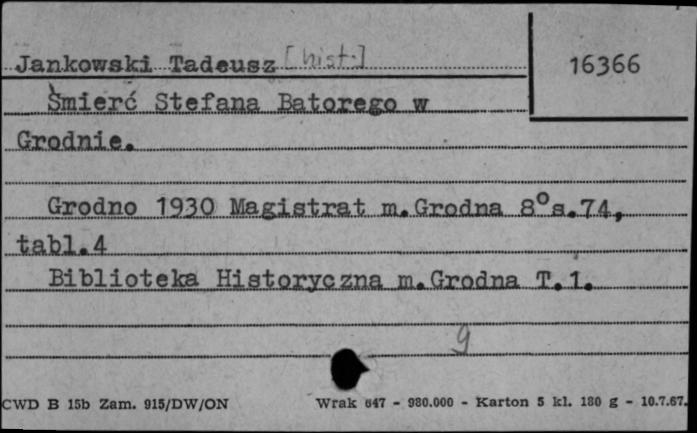 Jankowski Tadeusz [hist.]
16366
Śmierć Stefana Batorego w
Grodnie.
Grodno 1930 Magistrat m.Grodna 8° s.74,
tabl.4
Biblioteka Historyczna m.Grodna T.1.
9
CWD B 15b Zam. 915/DW/ON Wrak 647 - 980.000 - Karton 5 kl. 180 g - 10.7.67.